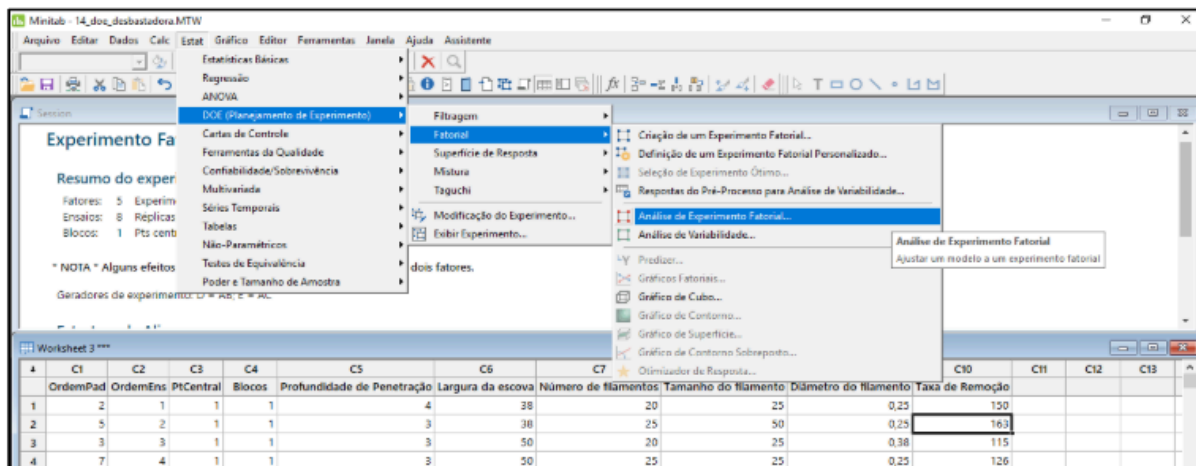 Minitab - 14_doe_desbastadora.MTW
Arquivo Editar Dados Calc Estat Gráfico Editor Ferramentas Janela Ajuda Assistente
Estatísticas Básicas
Regressão
ANOVA
DOE (Planejamento de Experimento)
Cartas de Controle
Ferramentas da Qualidade
Confiabilidade/Sobrevivência
Multivariada
Séries Temporais
Tabelas
Não-Paramétricos
Testes de Equivalência
Poder e Tamanho de Amostra
Filtragem
Fatorial
Superfície de Resposta
Mistura
Taguchi
Modificação do Experimento...
Exibir Experimento...
Criação de um Experimento Fatorial...
Definição de um Experimento Fatorial Personalizado...
Seleção de Experimento Ótimo...
Respostas do Pré-Processo para Análise de Variabilidade...
Análise de Experimento Fatorial...
Análise de Variabilidade...
Predizer...
Gráficos Fatoriais...
Gráfico de Cubo...
Gráfico de Contorno...
Gráfico de Superfície...
Gráfico de Contorno Sobreposto...
Otimizador de Resposta...
Análise de Experimento Fatorial
Ajustar um modelo a um experimento fatorial
Session
Experimento Fa
Resumo do exper
Fatores: 5 Experim
Ensaios: 8 Réplicas
Blocos: 1 Pts cent
* NOTA * Alguns efeitos dois fatores.
Geradores de experimento: D = AB; E = AC
Worksheet 3 ***
C1 C2 C3 C4 C5 C6 C7 C10 C11 C12 C13
OrdemPad OrdemEns PtCentral Blocos Profundidade de Penetração Largura da escova Número de filamentos Tamanho do filamento Diâmetro do filamento Taxa de Remoção
1 2 1 1 1 4 38 20 25 0,25 150
2 5 2 1 1 3 38 25 50 0,25 163
3 3 3 1 1 3 50 20 25 0,38 115
4 7 4 1 1 3 50 25 25 0,25 126